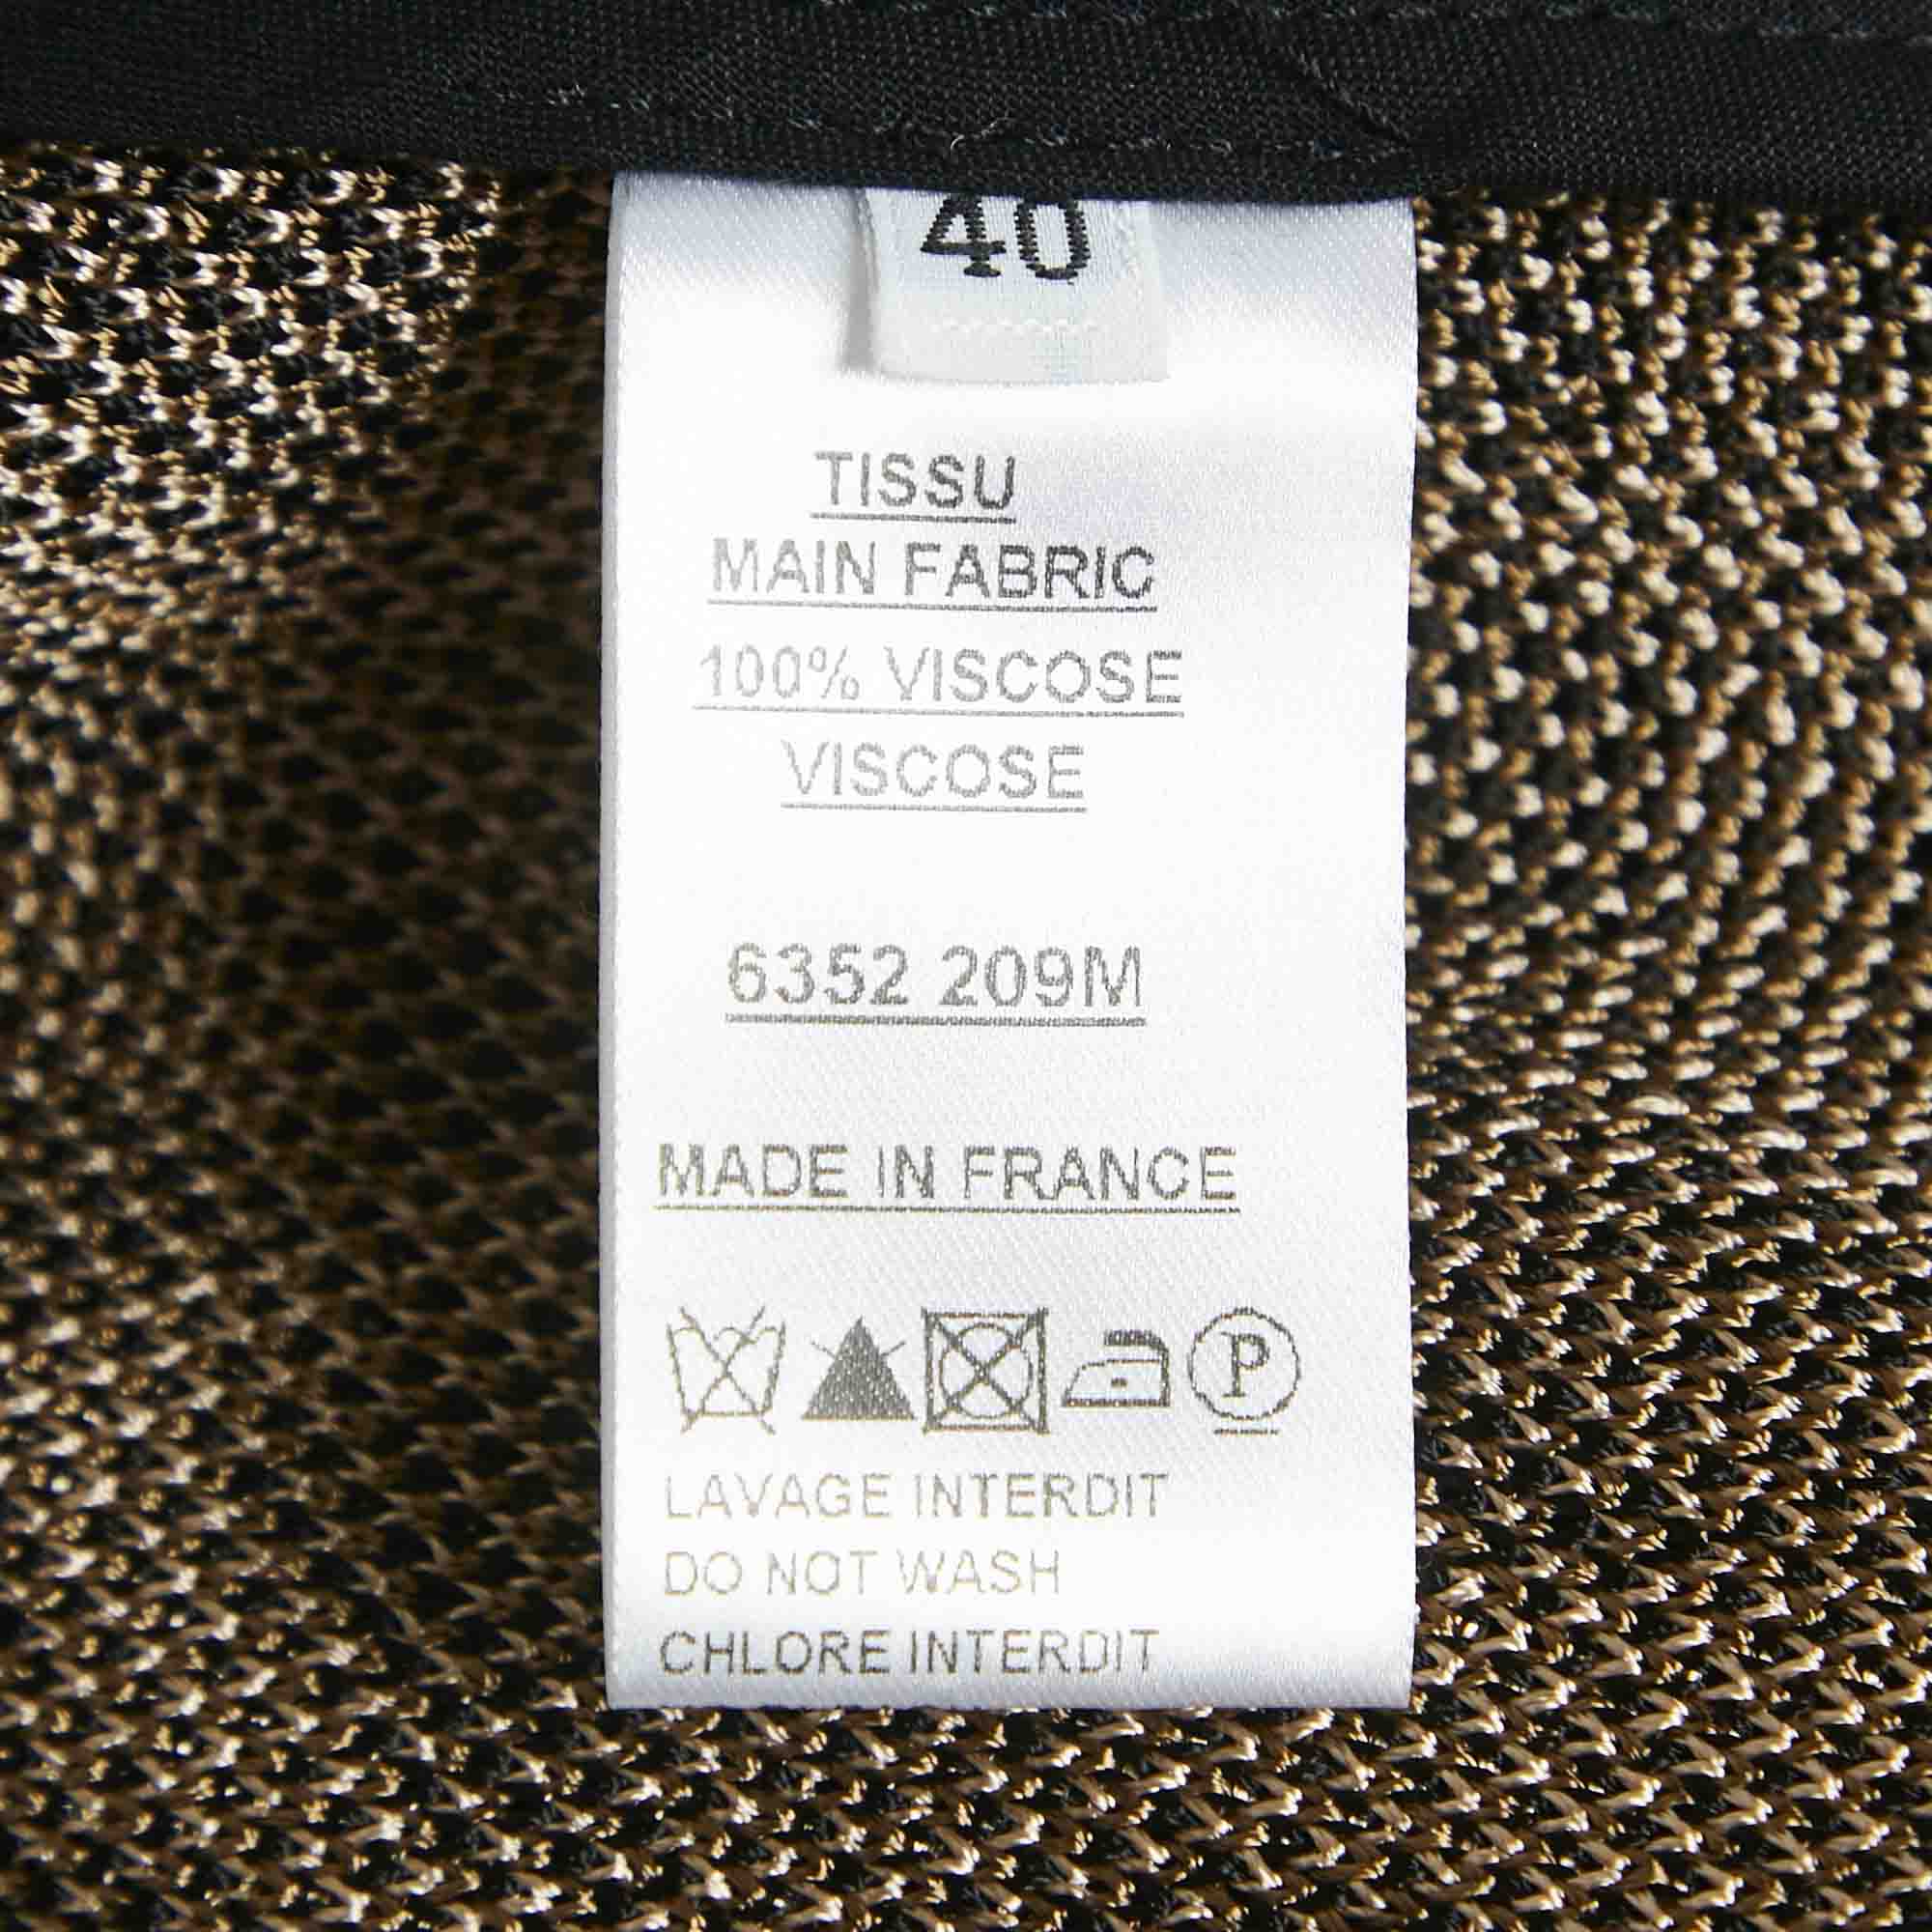 40
TISSU
MAIN FABRIC
100% VISCOSE
VISCOSE
6352 209M
MADE IN FRANCE
P
LAVAGE INTERDIT
DO NOT WASH
CHLORE INTERDIT